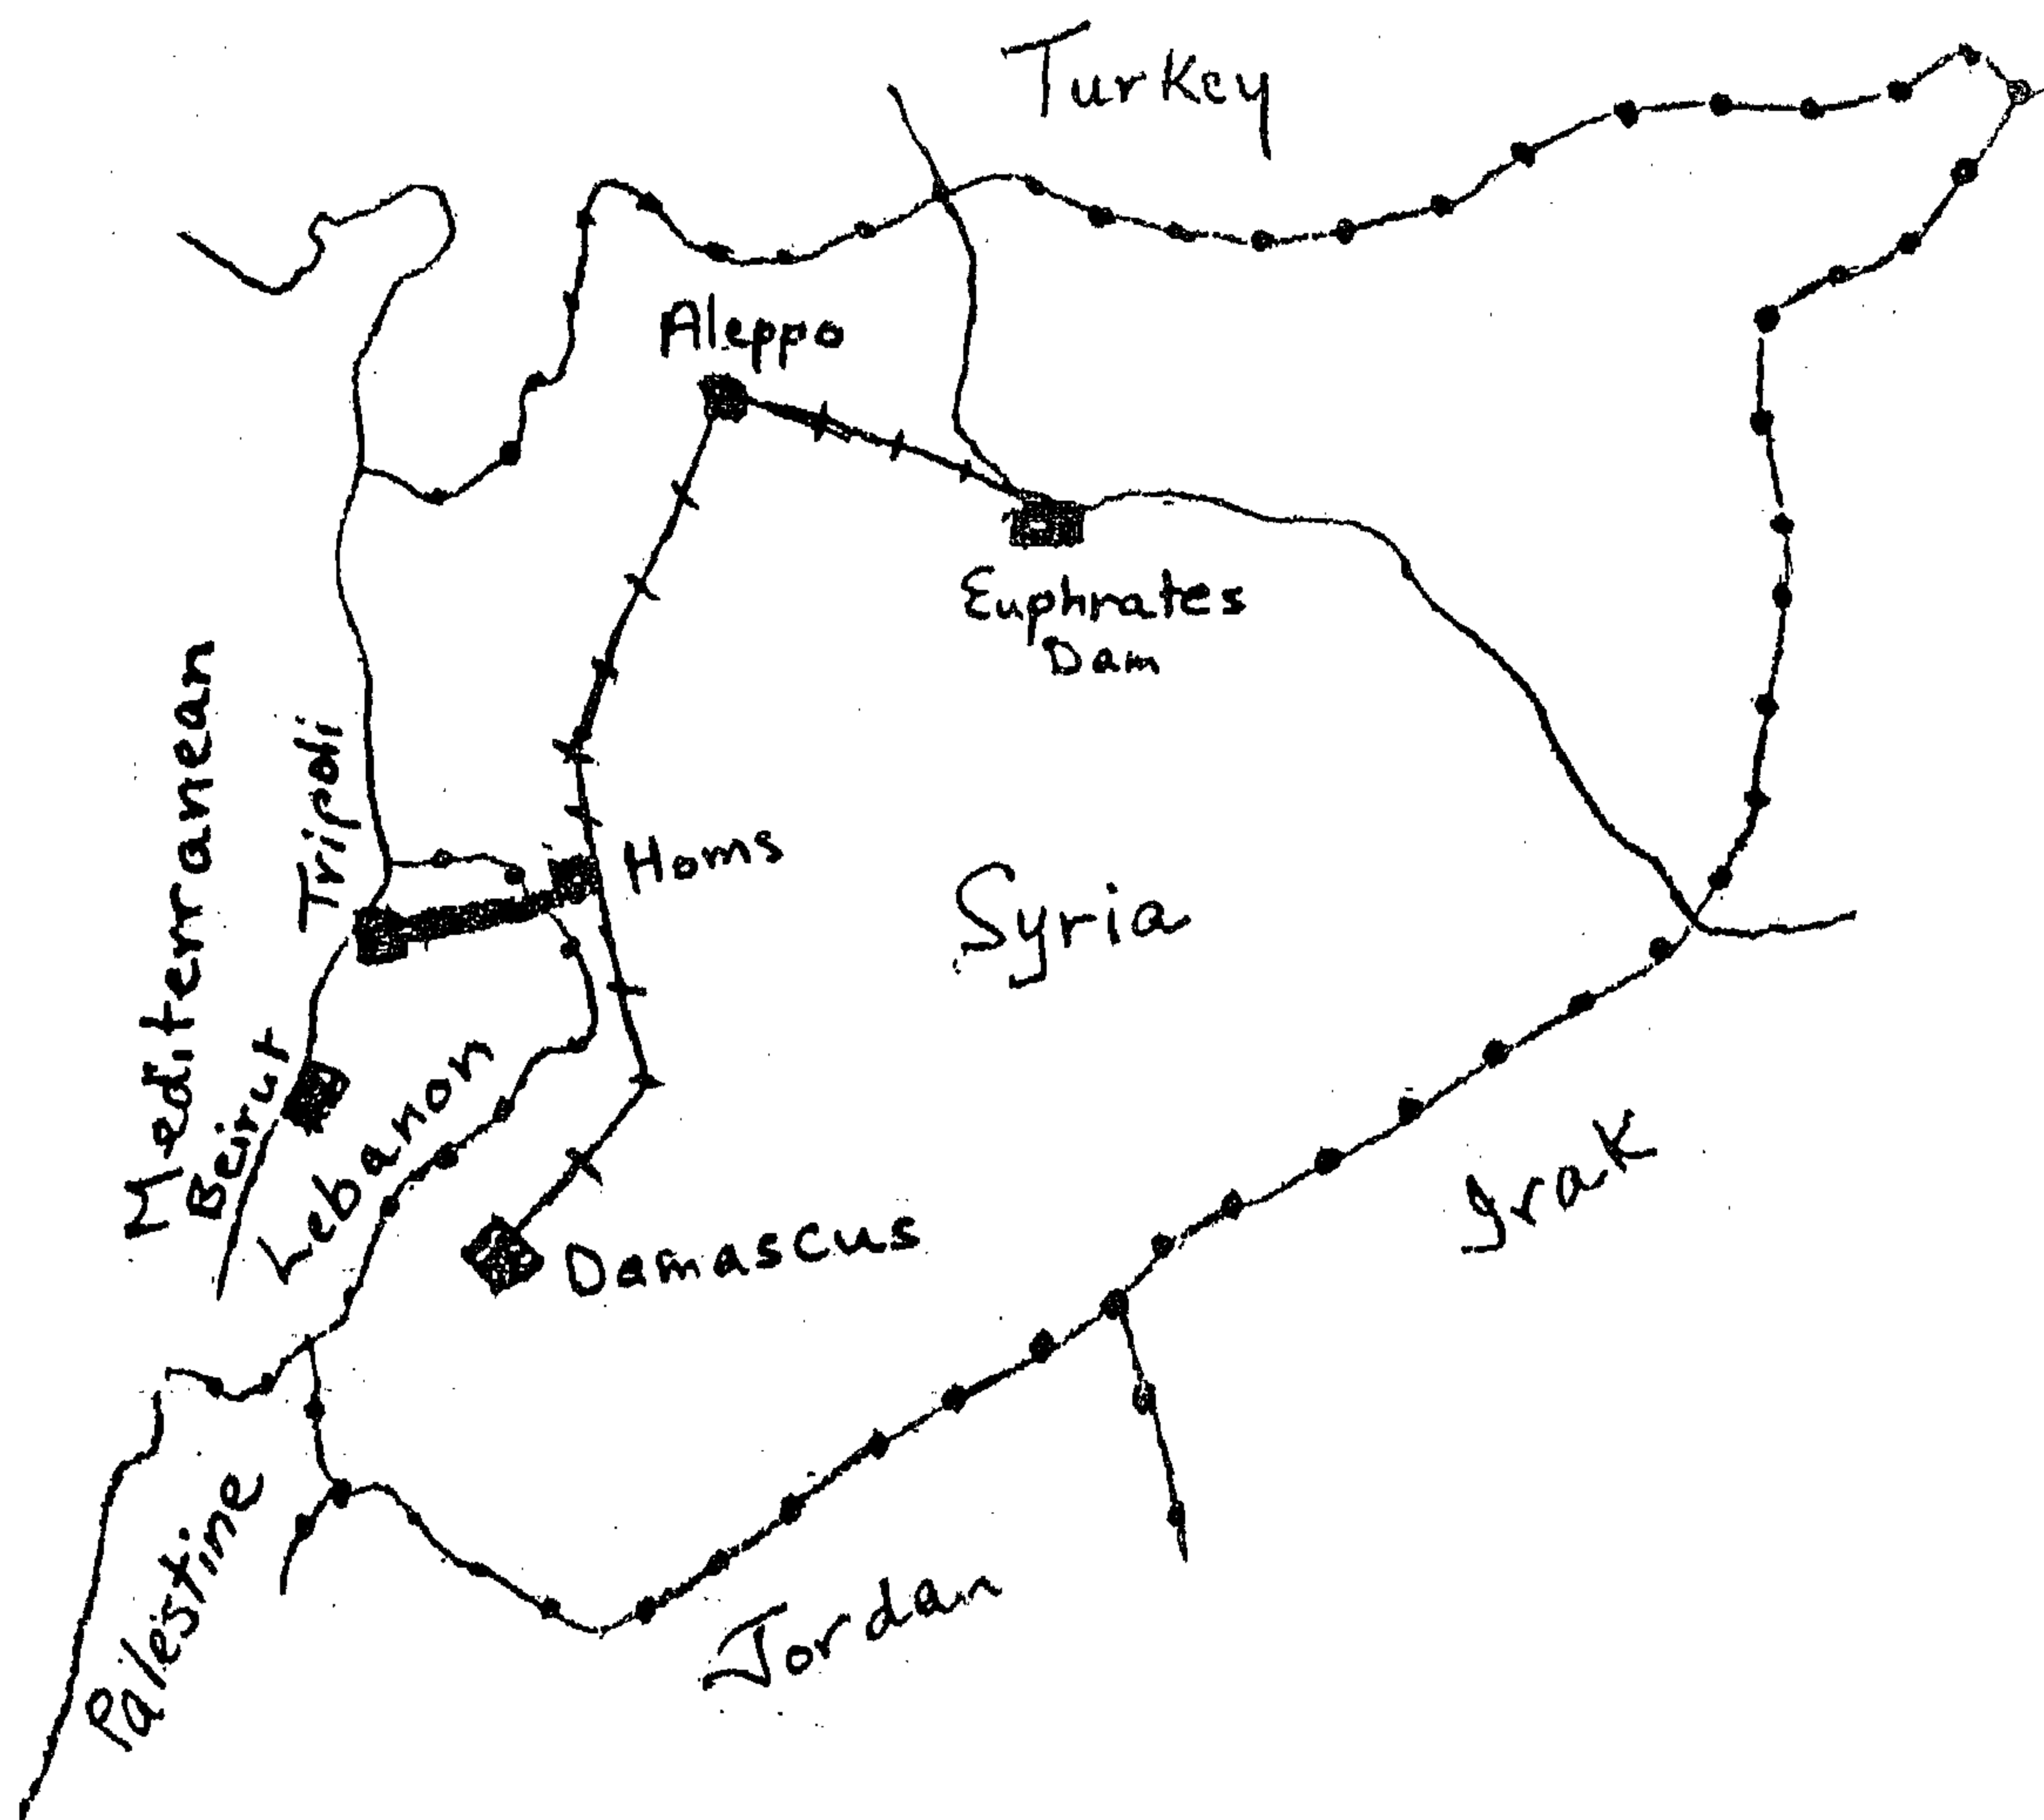 Turkey
Aleppo
Euphrates
Dam
Mediterranean
Tripoli
Homs
Syria
Beirut
Lebanon
Damascus
Irak
Palestine
Jordan